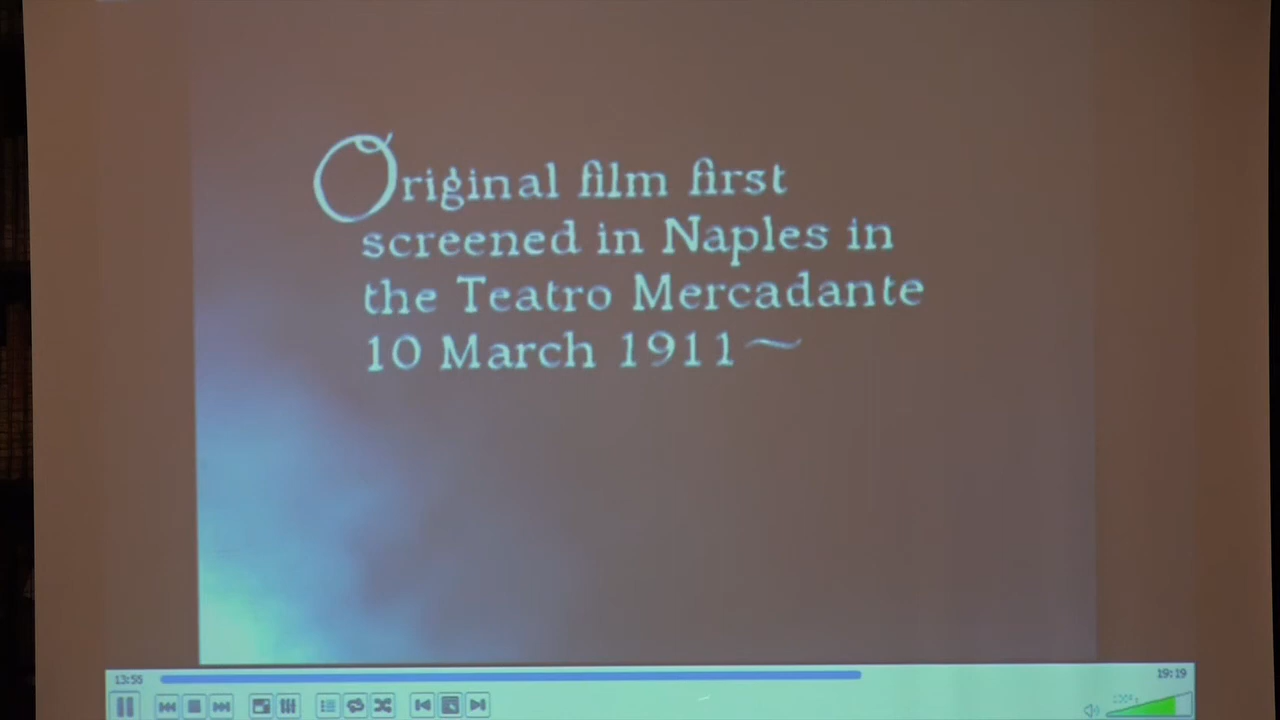 Original film first
screened in Naples in
the Teatro Mercadante
10 March 1911~
13:55
19:19